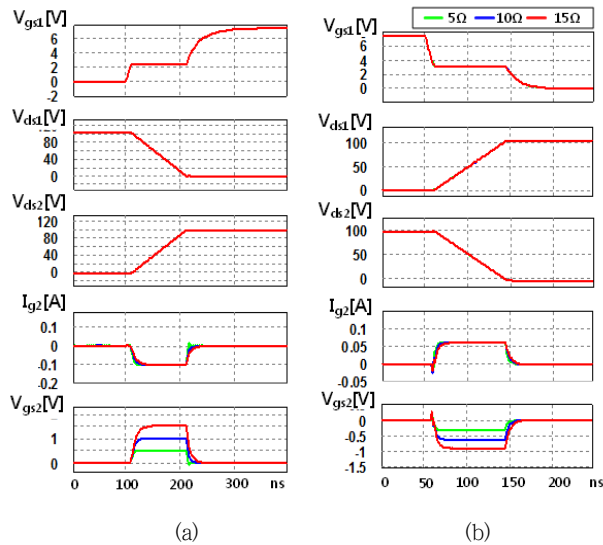 Vgs1[V]
6
4
2
0
-2
Vds1[V]
80
40
0
Vds2[V]
120
80
40
0
Ig2[A]
0.1
0
-0.1
0.2
Vgs2[V]
1
0
0 100 200 300 ns
(a)
5Ω 10Ω 15Ω
Vgs1[V]
6
4
2
0
Vds1[V]
100
50
0
Vds2[V]
100
50
0
Ig2[A]
0.1
0.05
0
-0.05
Vgs2[V]
0
-0.5
-1
-1.5
0 50 100 150 200 ns
(b)